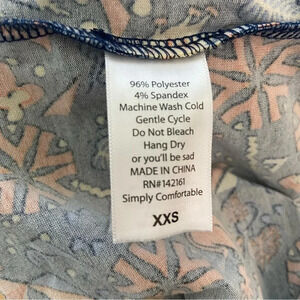 96% Polyester
4% Spandex
Machine Wash Cold
Gentle Cycle
Do Not Bleach
Hang Dry
or you'll be sad
MADE IN CHINA
RN#142161
Simply Comfortable
XXS